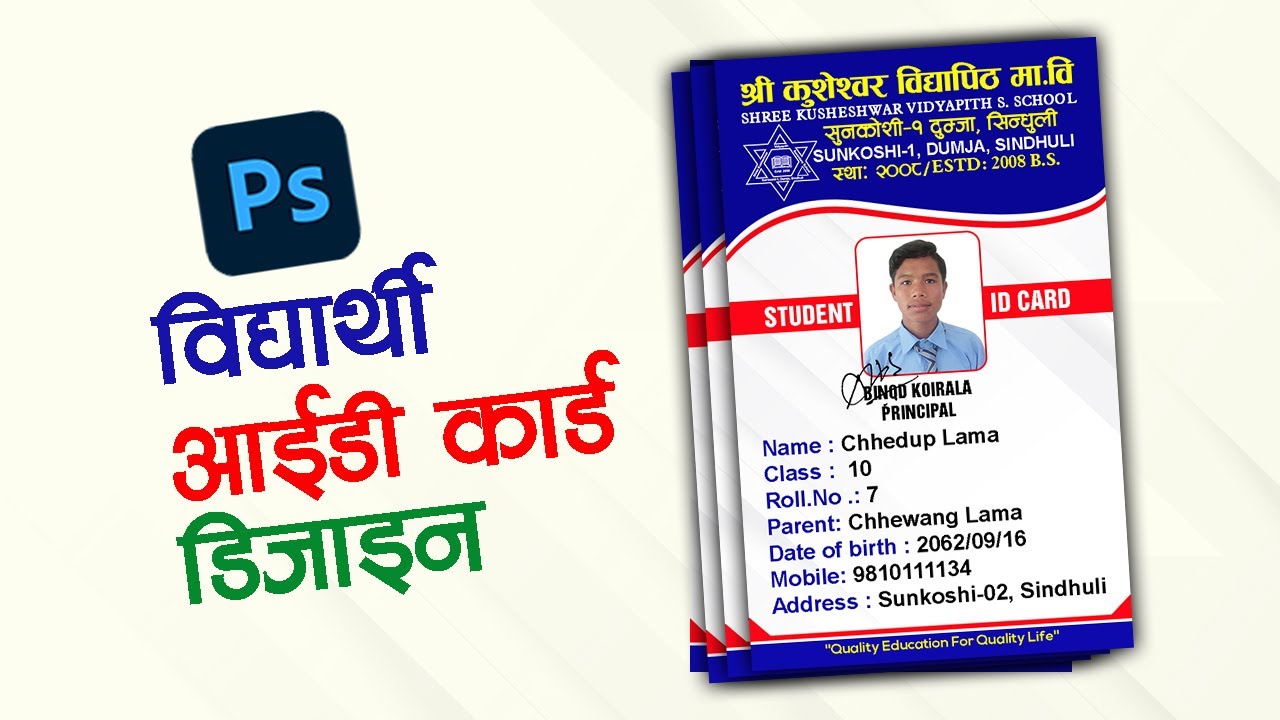 Ps
विद्यार्थी
आईडी कार्ड
डिजाइन
श्री कुशेश्वर विद्यापिठ मा.वि
SHREE KUSHESHWAR VIDYAPITH S. SCHOOL
सुनकोशी-१ दुम्जा, सिन्धुली
SUNKOSHI-1, DUMJA, SINDHULI
स्था: २००८/ESTD: 2008 B.S.
STUDENT ID CARD
BINOD KOIRALA
PRINCIPAL
Name : Chhedup Lama
Class : 10
Roll.No .: 7
Parent: Chhewang Lama
Date of birth : 2062/09/16
Mobile: 9810111134
Address : Sunkoshi-02, Sindhuli
"Quality Education For Quality Life"